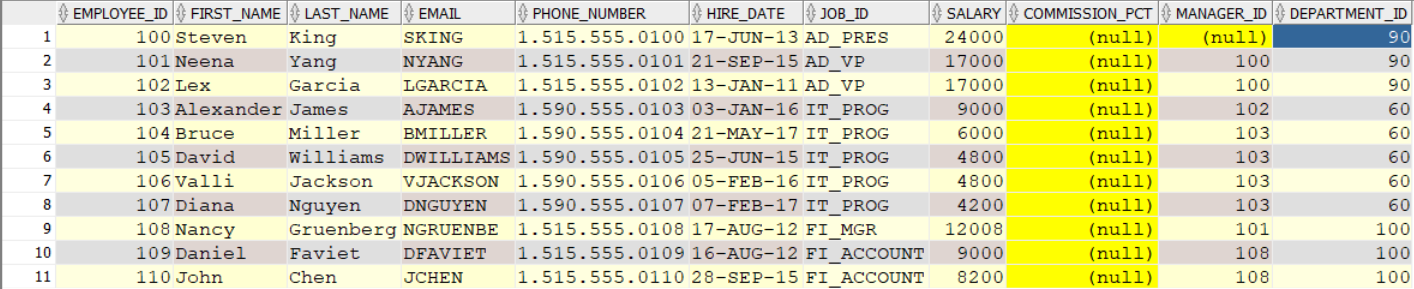 EMPLOYEE_ID FIRST_NAME LAST_NAME EMAIL PHONE_NUMBER HIRE_DATE JOB_ID SALARY COMMISSION_PCT MANAGER_ID DEPARTMENT_ID
1 100 Steven King SKING 1.515.555.0100 17-JUN-13 AD_PRES 24000 (null) (null) 90
2 101 Neena Yang NYANG 1.515.555.0101 21-SEP-15 AD_VP 17000 (null) 100 90
3 102 Lex Garcia LGARCIA 1.515.555.0102 13-JAN-11 AD_VP 17000 (null) 100 90
4 103 Alexander James AJAMES 1.590.555.0103 03-JAN-16 IT_PROG 9000 (null) 102 60
5 104 Bruce Miller BMILLER 1.590.555.0104 21-MAY-17 IT_PROG 6000 (null) 103 60
6 105 David Williams DWILLIAMS 1.590.555.0105 25-JUN-15 IT_PROG 4800 (null) 103 60
7 106 Valli Jackson VJACKSON 1.590.555.0106 05-FEB-16 IT_PROG 4800 (null) 103 60
8 107 Diana Nguyen DNGUYEN 1.590.555.0107 07-FEB-17 IT_PROG 4200 (null) 103 60
9 108 Nancy Gruenberg NGRUENBE 1.515.555.0108 17-AUG-12 FI_MGR 12008 (null) 101 100
10 109 Daniel Faviet DFAVIET 1.515.555.0109 16-AUG-12 FI_ACCOUNT 9000 (null) 108 100
11 110 John Chen JCHEN 1.515.555.0110 28-SEP-15 FI_ACCOUNT 8200 (null) 108 100